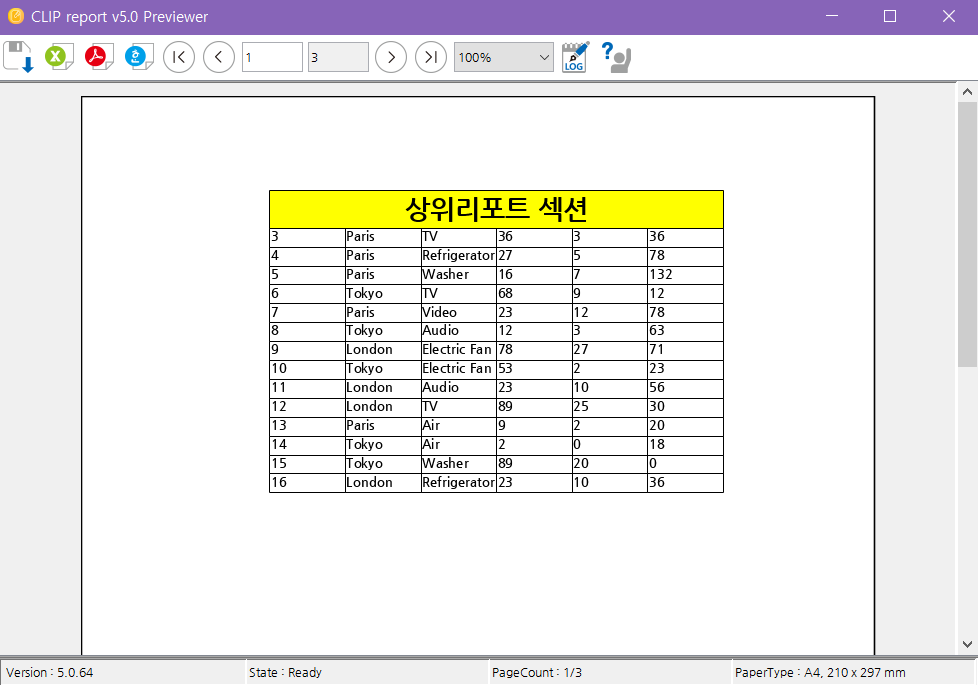 CLIP report v5.0 Previewer
1 3 100% LOG ?
상위리포트 섹션
3 Paris TV 36 3 36
4 Paris Refrigerator 27 5 78
5 Paris Washer 16 7 132
6 Tokyo TV 68 9 12
7 Paris Video 23 12 78
8 Tokyo Audio 12 3 63
9 London Electric Fan 78 27 71
10 Tokyo Electric Fan 53 2 23
11 London Audio 23 10 56
12 London TV 89 25 30
13 Paris Air 9 2 20
14 Tokyo Air 2 0 18
15 Tokyo Washer 89 20 0
16 London Refrigerator 23 10 36
Version : 5.0.64 State : Ready PageCount : 1/3 PaperType : A4, 210 x 297 mm